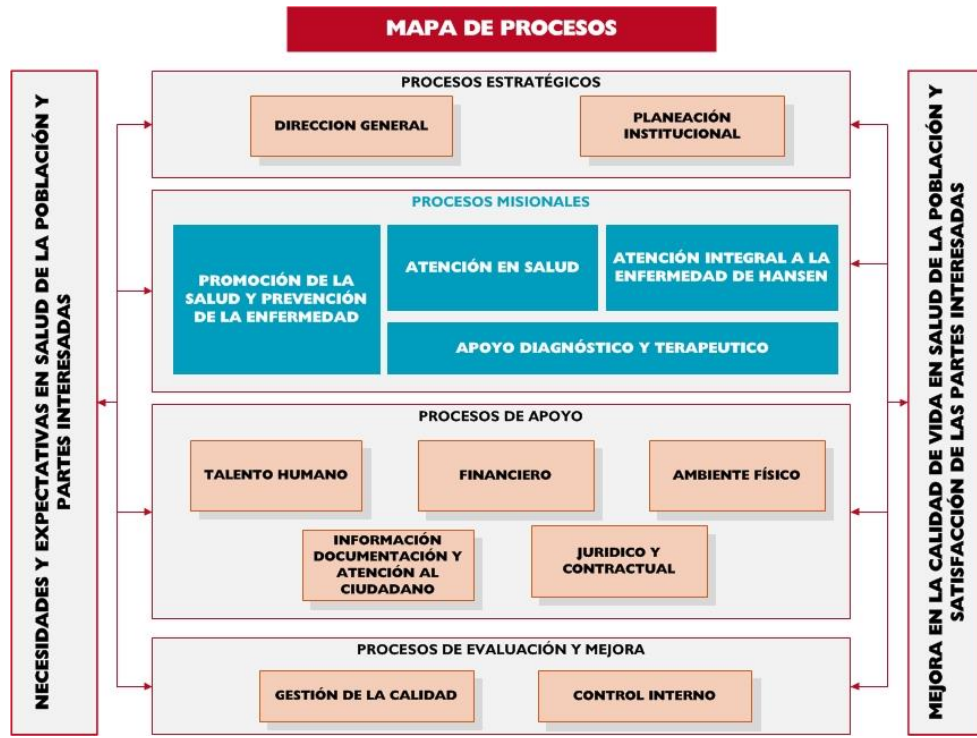 MAPA DE PROCESOS
NECESIDADES Y EXPECTATIVAS EN SALUD DE LA POBLACIÓN Y
PARTES INTERESADAS
PROCESOS ESTRATÉGICOS
DIRECCION GENERAL
PLANEACIÓN
INSTITUCIONAL
PROCESOS MISIONALES
PROMOCIÓN DE LA
SALUD Y PREVENCIÓN
DE LA ENFERMEDAD
ATENCIÓN EN SALUD
ATENCIÓN INTEGRAL A LA
ENFERMEDAD DE HANSEN
APOYO DIAGNÓSTICO Y TERAPEUTICO
PROCESOS DE APOYO
TALENTO HUMANO
FINANCIERO
AMBIENTE FÍSICO
INFORMACIÓN
DOCUMENTACIÓN Y
ATENCIÓN AL
CIUDADANO
JURIDICO Y
CONTRACTUAL
PROCESOS DE EVALUACIÓN Y MEJORA
GESTIÓN DE LA CALIDAD
CONTROL INTERNO
MEJORA EN LA CALIDAD DE VIDA EN SALUD DE LA POBLACIÓN Y
SATISFACCIÓN DE LAS PARTES INTERESADAS